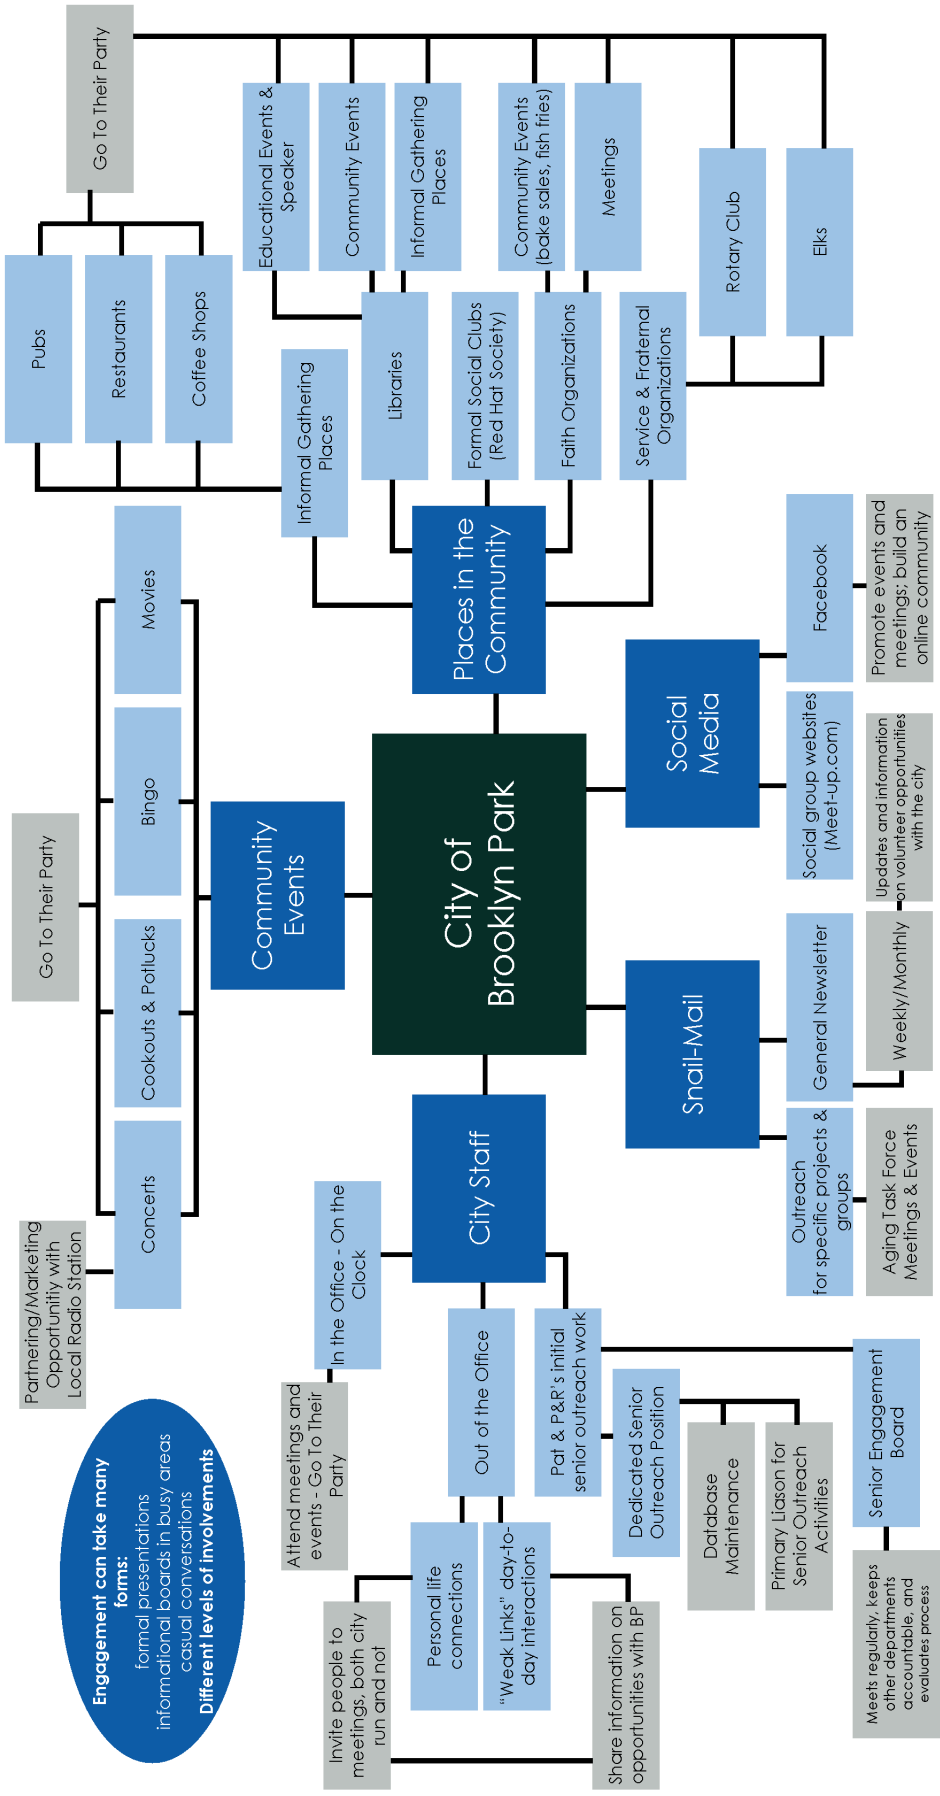 Engagement can take many
forms:
formal presentations
informational boards in busy areas
casual conversations
Different levels of involvements
Partnering/Marketing
Opportunitiy with
Local Radio Station
Go To Their Party
Concerts
Cookouts & Potlucks
Bingo
Movies
Community
Events
Pubs
Restaurants
Coffee Shops
Go To Their Party
Informal Gathering
Places
Libraries
Educational Events &
Speaker
Community Events
Informal Gathering
Places
Formal Social Clubs
(Red Hat Society)
Faith Organizations
Community Events
(bake sales, fish fries)
Meetings
Service & Fraternal
Organizations
Rotary Club
Elks
Places in the
Community
City of
Brooklyn Park
City Staff
In the Office - On the
Clock
Attend meetings and
events - Go To Their
Party
Out of the Office
Personal life
connections
"Weak Links" day-to-
day interactions
Invite people to
meetings, both city
run and not
Share information on
opportunities with BP
Pat & P&R's initial
senior outreach work
Dedicated Senior
Outreach Position
Database
Maintenance
Primary Liason for
Senior Outreach
Activities
Senior Engagement
Board
Meets regularly, keeps
other departments
accountable, and
evaluates process
Snail-Mail
Outreach
for specific projects &
groups
Aging Task Force
Meetings & Events
General Newsletter
Weekly/Monthly
Updates and information
on volunteer opportunities
with the city
Social
Media
Social group websites
(Meet-up.com)
Facebook
Promote events and
meetings; build an
online community